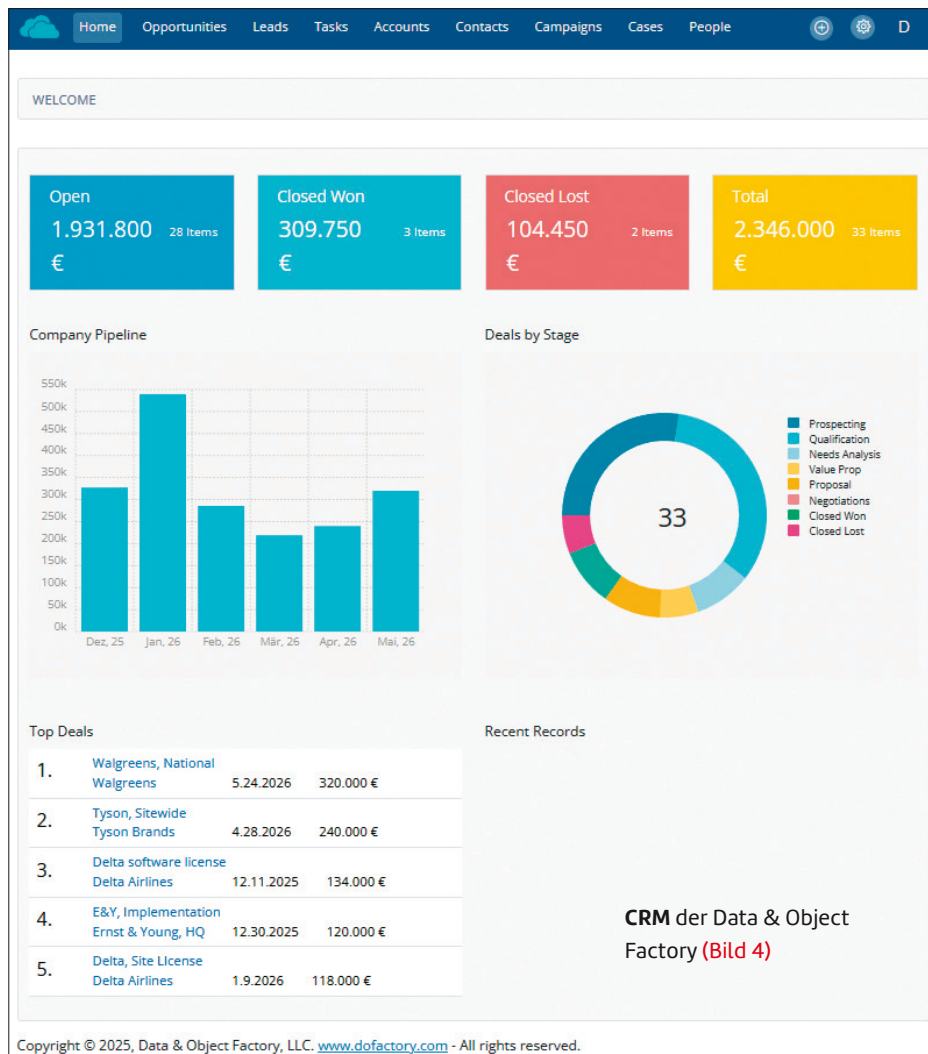 Home Opportunities Leads Tasks Accounts Contacts Campaigns Cases People D
WELCOME
Open
1.931.800 28 Items
€
Closed Won
309.750 3 Items
€
Closed Lost
104.450 2 Items
€
Total
2.346.000 33 Items
€
Company Pipeline
550k
500k
450k
400k
350k
300k
250k
200k
150k
100k
50k
0k
Dez, 25 Jan, 26 Feb, 26 Mär, 26 Apr, 26 Mai, 26
Deals by Stage
33
Prospecting
Qualification
Needs Analysis
Value Prop
Proposal
Negotiations
Closed Won
Closed Lost
Top Deals
1. Walgreens, National
Walgreens 5.24.2026 320.000 €
2. Tyson, Sitewide
Tyson Brands 4.28.2026 240.000 €
3. Delta software license
Delta Airlines 12.11.2025 134.000 €
4. E&Y, Implementation
Ernst & Young, HQ 12.30.2025 120.000 €
5. Delta, Site LIcense
Delta Airlines 1.9.2026 118.000 €
Recent Records
CRM der Data & Object
Factory (Bild 4)
Copyright © 2025, Data & Object Factory, LLC. www.dofactory.com - All rights reserved.